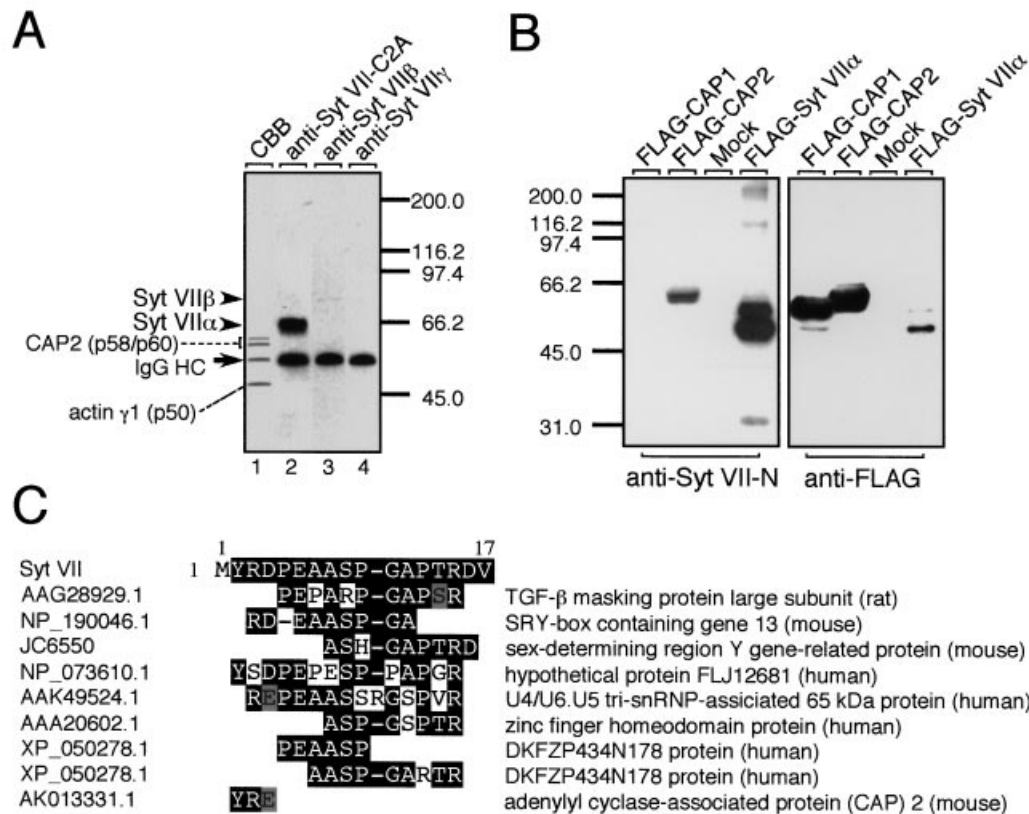 A
CBB
anti-Syt VII-C2A
anti-Syt VIIβ
anti-Syt VIIγ
200.0
116.2
97.4
66.2
45.0
Syt VIIβ
Syt VIIα
CAP2 (p58/p60)
IgG HC
actin γ1 (p50)
1 2 3 4
B
FLAG-CAP1
FLAG-CAP2
Mock
FLAG-Syt VIIα
FLAG-CAP1
FLAG-CAP2
Mock
FLAG-Syt VIIα
200.0
116.2
97.4
66.2
45.0
31.0
anti-Syt VII-N
anti-FLAG
C
1 17
Syt VII 1 MYRDPEAASP-GAPTRDV
AAG28929.1 PEPARP-GAPSR TGF-β masking protein large subunit (rat)
NP_190046.1 RD-EAASP-GA SRY-box containing gene 13 (mouse)
JC6550 ASH-GAPTRD sex-determining region Y gene-related protein (mouse)
NP_073610.1 YSDPEPESP-PAPGR hypothetical protein FLJ12681 (human)
AAK49524.1 REPEAASSRGSPVR U4/U6.U5 tri-snRNP-assiciated 65 kDa protein (human)
AAA20602.1 ASP-GSPTR zinc finger homeodomain protein (human)
XP_050278.1 PEAASP DKFZP434N178 protein (human)
XP_050278.1 AASP-GARTR DKFZP434N178 protein (human)
AK013331.1 YRE adenylyl cyclase-associated protein (CAP) 2 (mouse)